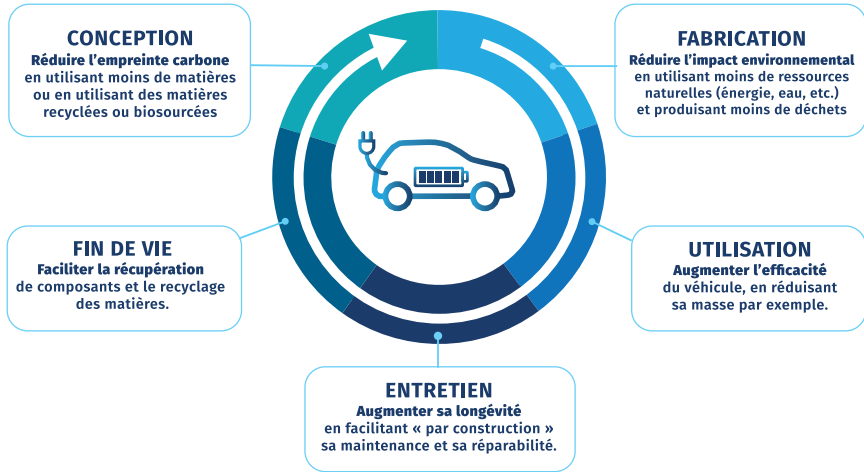 CONCEPTION
Réduire l’empreinte carbone
en utilisant moins de matières
ou en utilisant des matières
recyclées ou biosourcées
FABRICATION
Réduire l’impact environnemental
en utilisant moins de ressources
naturelles (énergie, eau, etc.)
et produisant moins de déchets
FIN DE VIE
Faciliter la récupération
de composants et le recyclage
des matières.
UTILISATION
Augmenter l’efficacité
du véhicule, en réduisant
sa masse par exemple.
ENTRETIEN
Augmenter sa longévité
en facilitant « par construction »
sa maintenance et sa réparabilité.